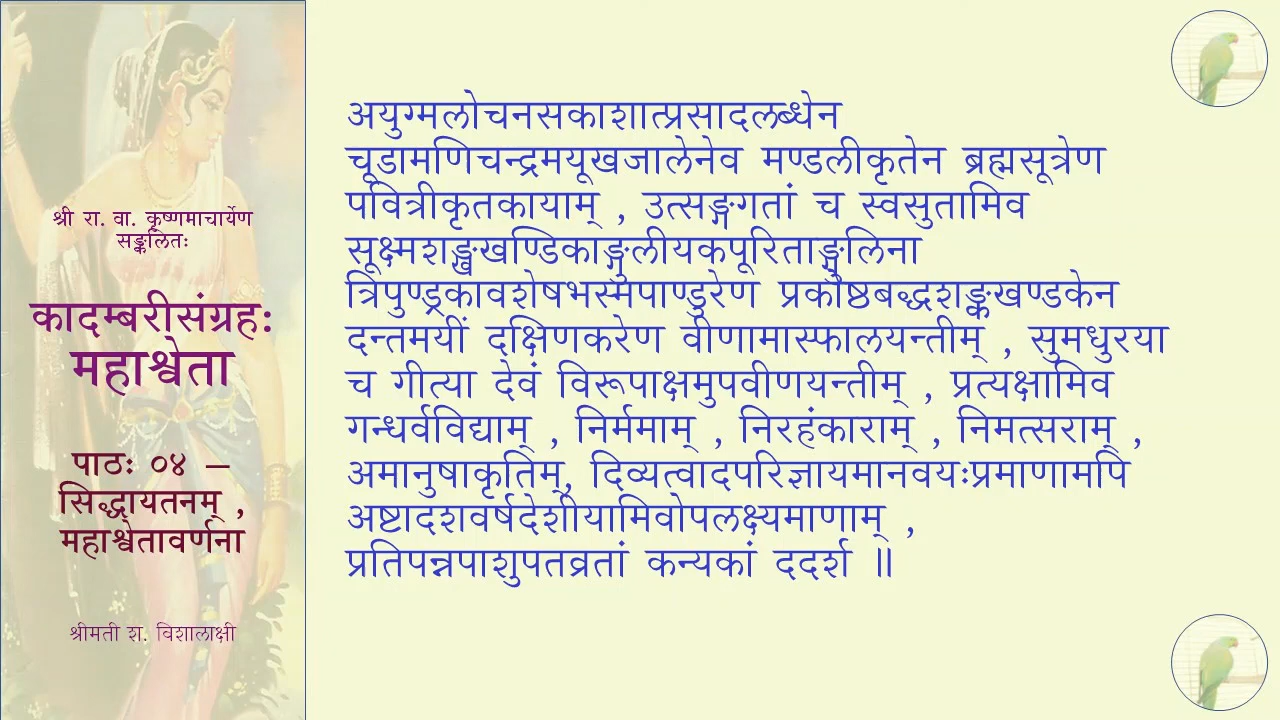 श्री रा. वा. कृष्णमाचार्येण
सङ्कलितः
कादम्बरीसंग्रहः
महाश्वेता
पाठः ०४ –
सिद्धायतनम् ,
महाश्वेतावर्णना
श्रीमती श. विशालाक्षी
अयुग्मलोचनसकाशात्प्रसादलब्धेन
चूडामणिचन्द्रमयूखजालेनेव मण्डलीकृतेन ब्रह्मसूत्रेण
पवित्रीकृतकायाम् , उत्सङ्गगतां च स्वसुतामिव
सूक्ष्मशङ्खखण्डिकाङ्गुलीयकपूरिताङ्गुलिना
त्रिपुण्ड्रकावशेषभस्मपाण्डुरेण प्रकोष्ठबद्धशङ्खखण्डकेन
दन्तमयीं दक्षिणकरेण वीणामास्फालयन्तीम् , सुमधुरया
च गीत्या देवं विरूपाक्षमुपवीणयन्तीम् , प्रत्यक्षामिव
गन्धर्वविद्याम् , निर्ममाम् , निरहंकाराम् , निमत्सराम् ,
अमानुषाकृतिम्, दिव्यत्वादपरिज्ञायमानवयःप्रमाणामपि
अष्टादशवर्षदेशीयामिवोपलक्ष्यमाणाम् ,
प्रतिपन्नपाशुपतव्रतां कन्यकां ददर्श ॥